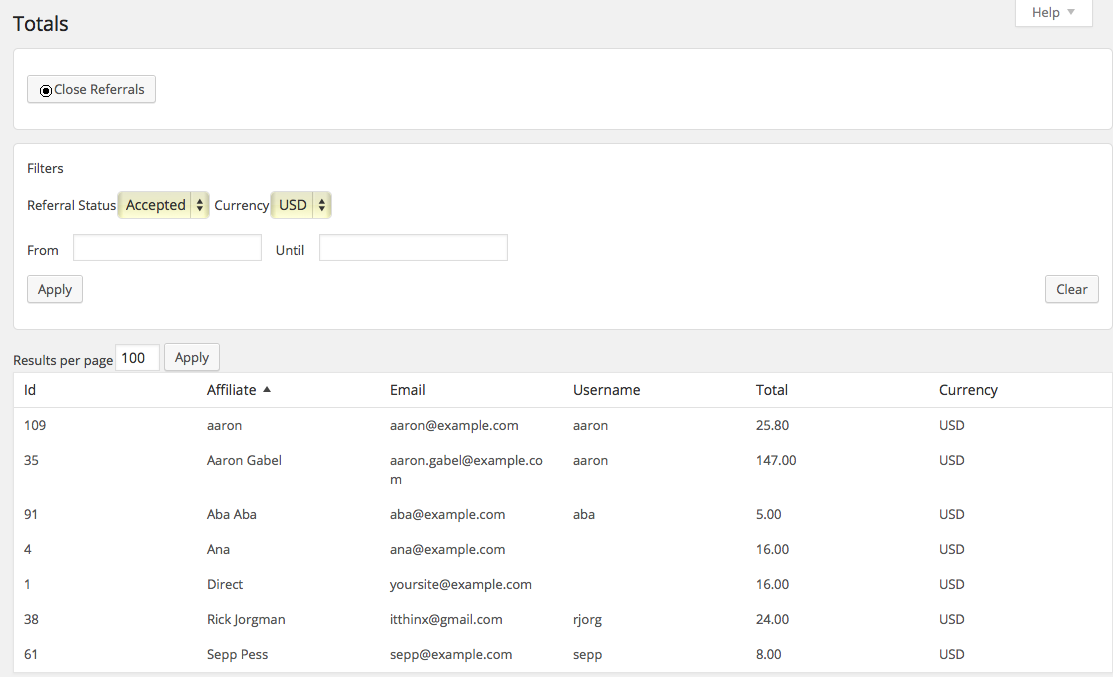 Totals
Help
Close Referrals
Filters
Referral Status Accepted Currency USD
From Until
Apply Clear
Results per page 100 Apply
Id Affiliate Email Username Total Currency
109 aaron aaron@example.com aaron 25.80 USD
35 Aaron Gabel aaron.gabel@example.co aaron 147.00 USD
m
91 Aba Aba aba@example.com aba 5.00 USD
4 Ana ana@example.com 16.00 USD
1 Direct yoursite@example.com 16.00 USD
38 Rick Jorgman itthinx@gmail.com rjorg 24.00 USD
61 Sepp Pess sepp@example.com sepp 8.00 USD